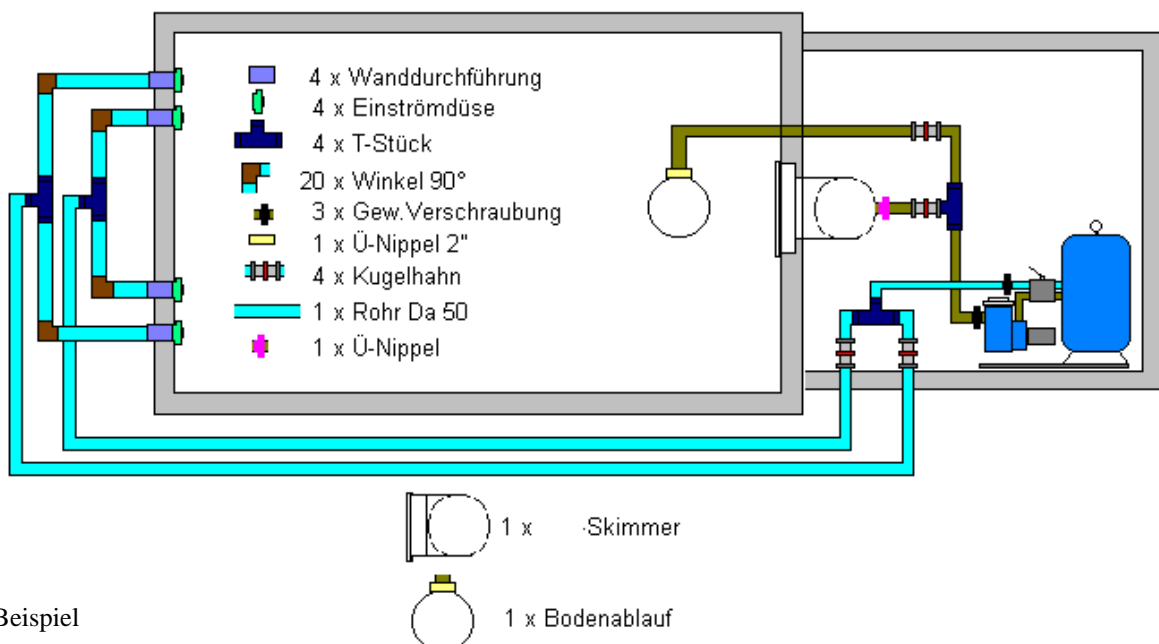 4 x Wanddurchführung
4 x Einströmdüse
4 x T-Stück
20 x Winkel 90°
3 x Gew.Verschraubung
1 x Ü-Nippel 2"
4 x Kugelhahn
1 x Rohr Da 50
1 x Ü-Nippel
1 x -Skimmer
1 x Bodenablauf
Beispiel